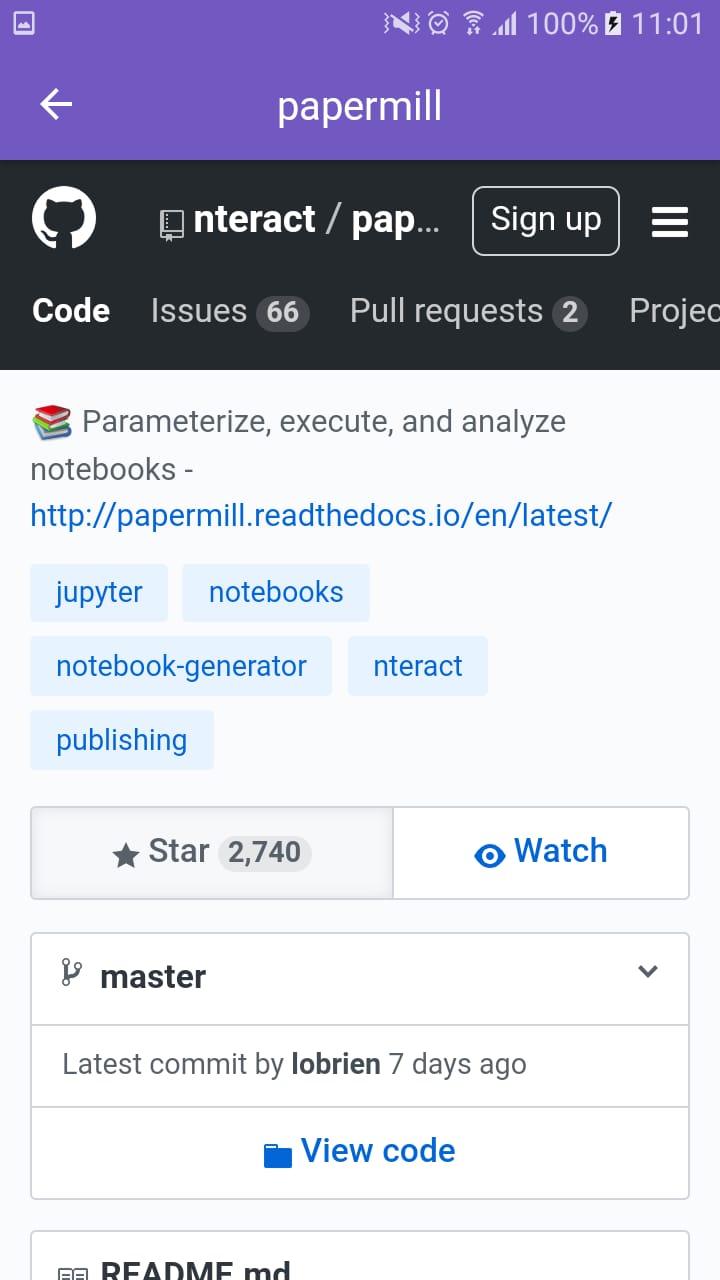 100% 11:01
papermill
nteract / pap... Sign up
Code Issues 66 Pull requests 2 Projec
Parameterize, execute, and analyze
notebooks -
http://papermill.readthedocs.io/en/latest/
jupyter notebooks
notebook-generator nteract
publishing
Star 2,740 Watch
master
Latest commit by lobrien 7 days ago
View code
README.md